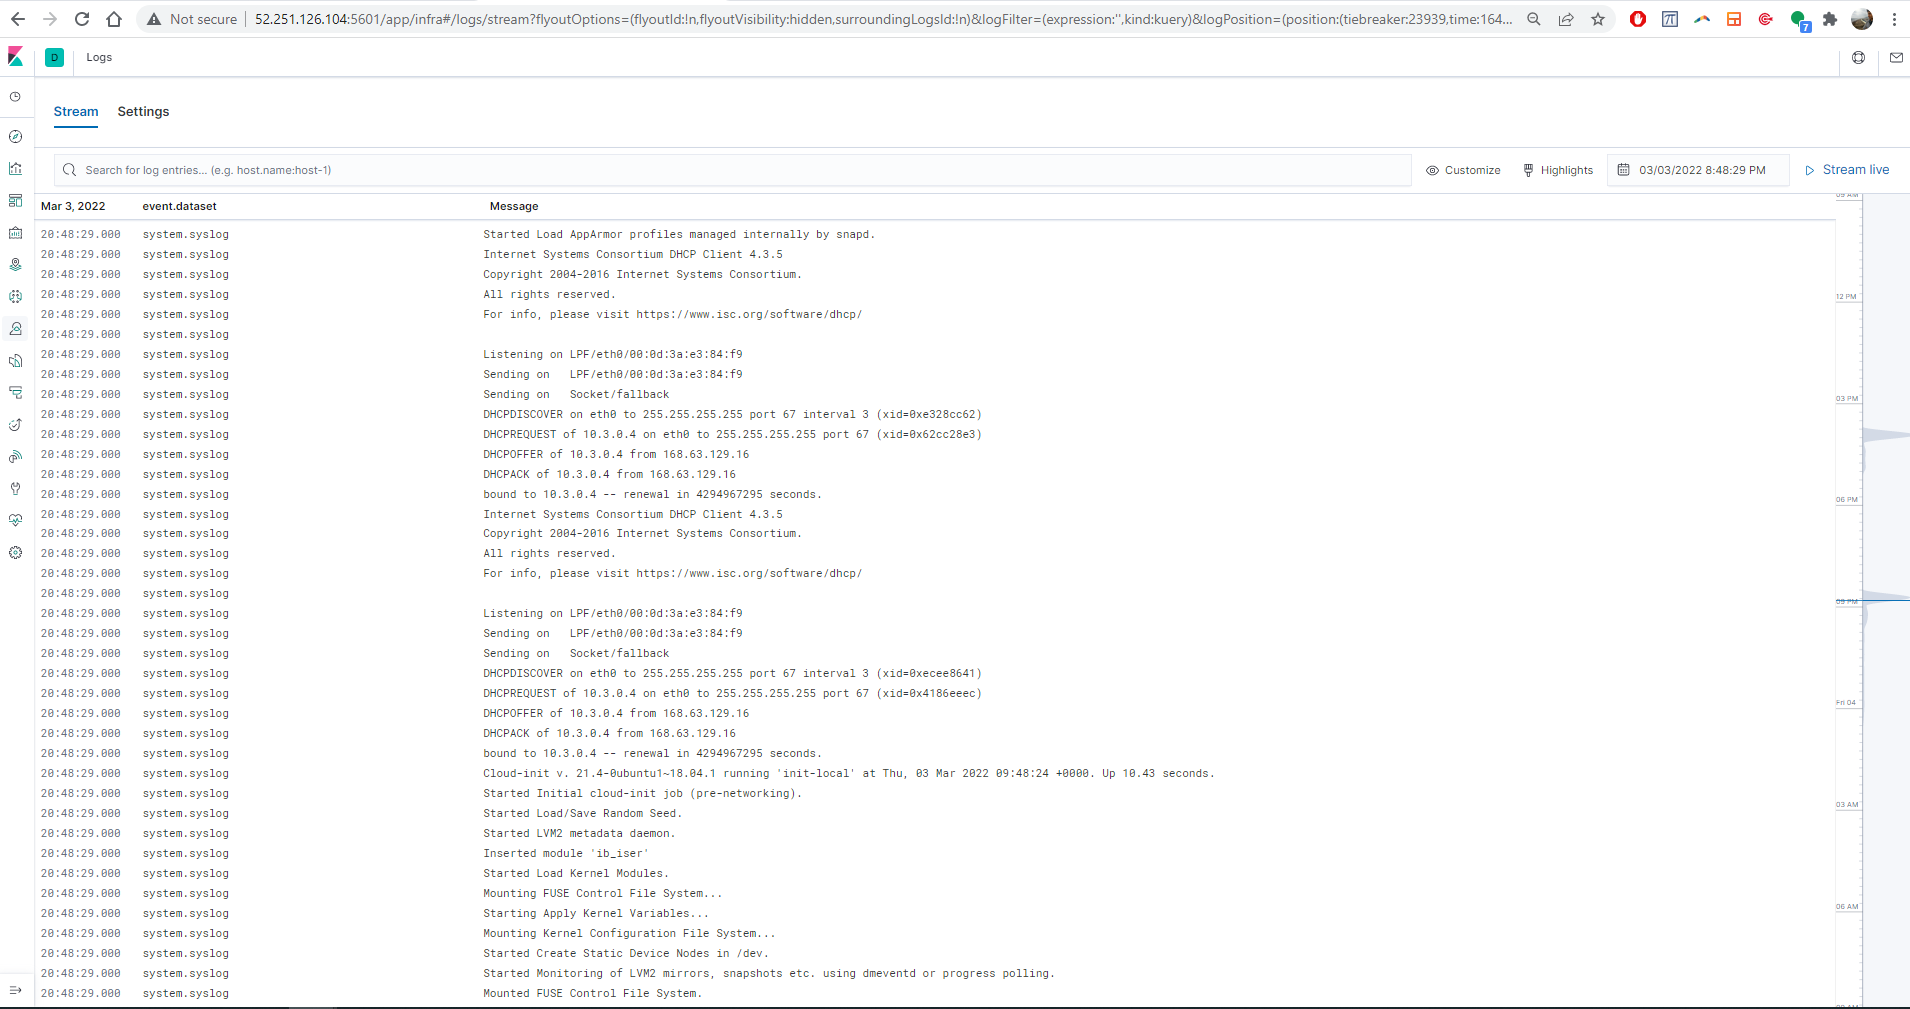 Not secure 52.251.126.104:5601/app/infra#/logs/stream?flyoutOptions=(flyoutId:!n,flyoutVisibility:hidden,surroundingLogsId:!n)&logFilter=(expression:'',kind:kuery)&logPosition=(position:(tiebreaker:23939,time:164...
7
D Logs
Stream Settings
Search for log entries... (e.g. host.name:host-1) Customize Highlights 03/03/2022 8:48:29 PM Stream live
Mar 3, 2022 event.dataset Message
20:48:29.000 system.syslog Started Load AppArmor profiles managed internally by snapd.
20:48:29.000 system.syslog Internet Systems Consortium DHCP Client 4.3.5
20:48:29.000 system.syslog Copyright 2004-2016 Internet Systems Consortium.
20:48:29.000 system.syslog All rights reserved.
20:48:29.000 system.syslog For info, please visit https://www.isc.org/software/dhcp/
20:48:29.000 system.syslog
20:48:29.000 system.syslog Listening on LPF/eth0/00:0d:3a:e3:84:f9
20:48:29.000 system.syslog Sending on   LPF/eth0/00:0d:3a:e3:84:f9
20:48:29.000 system.syslog Sending on   Socket/fallback
20:48:29.000 system.syslog DHCPDISCOVER on eth0 to 255.255.255.255 port 67 interval 3 (xid=0xe328cc62)
20:48:29.000 system.syslog DHCPREQUEST of 10.3.0.4 on eth0 to 255.255.255.255 port 67 (xid=0x62cc28e3)
20:48:29.000 system.syslog DHCPOFFER of 10.3.0.4 from 168.63.129.16
20:48:29.000 system.syslog DHCPACK of 10.3.0.4 from 168.63.129.16
20:48:29.000 system.syslog bound to 10.3.0.4 -- renewal in 4294967295 seconds.
20:48:29.000 system.syslog Internet Systems Consortium DHCP Client 4.3.5
20:48:29.000 system.syslog Copyright 2004-2016 Internet Systems Consortium.
20:48:29.000 system.syslog All rights reserved.
20:48:29.000 system.syslog For info, please visit https://www.isc.org/software/dhcp/
20:48:29.000 system.syslog
20:48:29.000 system.syslog Listening on LPF/eth0/00:0d:3a:e3:84:f9
20:48:29.000 system.syslog Sending on   LPF/eth0/00:0d:3a:e3:84:f9
20:48:29.000 system.syslog Sending on   Socket/fallback
20:48:29.000 system.syslog DHCPDISCOVER on eth0 to 255.255.255.255 port 67 interval 3 (xid=0xecee8641)
20:48:29.000 system.syslog DHCPREQUEST of 10.3.0.4 on eth0 to 255.255.255.255 port 67 (xid=0x4186eeec)
20:48:29.000 system.syslog DHCPOFFER of 10.3.0.4 from 168.63.129.16
20:48:29.000 system.syslog DHCPACK of 10.3.0.4 from 168.63.129.16
20:48:29.000 system.syslog bound to 10.3.0.4 -- renewal in 4294967295 seconds.
20:48:29.000 system.syslog Cloud-init v. 21.4-0ubuntu1~18.04.1 running 'init-local' at Thu, 03 Mar 2022 09:48:24 +0000. Up 10.43 seconds.
20:48:29.000 system.syslog Started Initial cloud-init job (pre-networking).
20:48:29.000 system.syslog Started Load/Save Random Seed.
20:48:29.000 system.syslog Started LVM2 metadata daemon.
20:48:29.000 system.syslog Inserted module 'ib_iser'
20:48:29.000 system.syslog Started Load Kernel Modules.
20:48:29.000 system.syslog Mounting FUSE Control File System...
20:48:29.000 system.syslog Starting Apply Kernel Variables...
20:48:29.000 system.syslog Mounting Kernel Configuration File System...
20:48:29.000 system.syslog Started Create Static Device Nodes in /dev.
20:48:29.000 system.syslog Started Monitoring of LVM2 mirrors, snapshots etc. using dmeventd or progress polling.
20:48:29.000 system.syslog Mounted FUSE Control File System.
09 AM
12 PM
03 PM
06 PM
09 PM
Fri 04
03 AM
06 AM